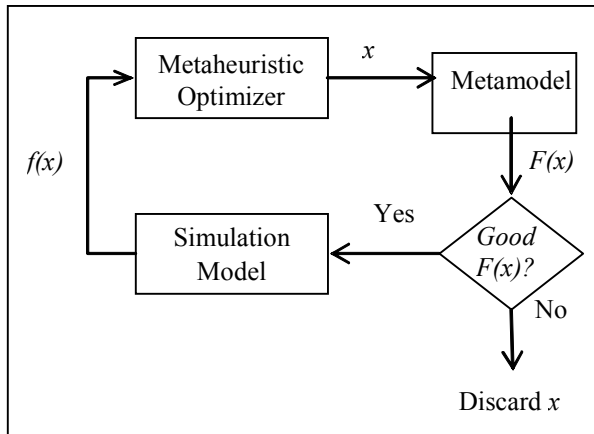 Metaheuristic
Optimizer
x
Metamodel
f(x)
F(x)
Yes
Simulation
Model
Good
F(x)?
No
Discard x